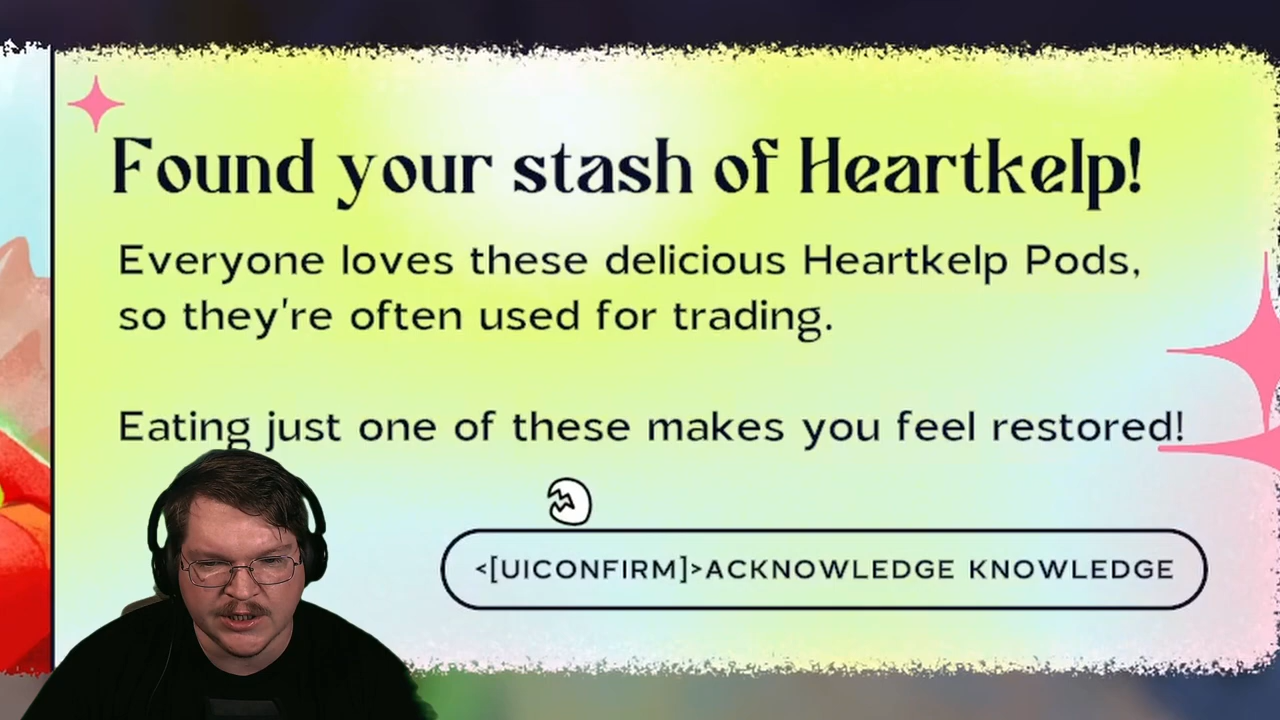 Found your stash of Heartkelp!
Everyone loves these delicious Heartkelp Pods,
so they're often used for trading.
Eating just one of these makes you feel restored!
<[UICONFIRM]>ACKNOWLEDGE KNOWLEDGE